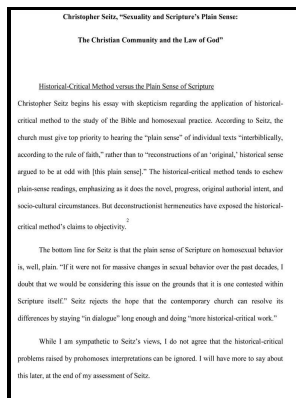 Christopher Seitz, “Sexuality and Scripture’s Plain Sense:
The Christian Community and the Law of God”
Historical-Critical Method versus the Plain Sense of Scripture
Christopher Seitz begins his essay with skepticism regarding the application of historical-
critical method to the study of the Bible and homosexual practice. According to Seitz, the
church must give top priority to hearing the “plain sense” of individual texts “interbiblically,
according to the rule of faith,” rather than to “reconstructions of an ‘original,’ historical sense
argued to be at odd with [this plain sense].” The historical-critical method tends to eschew
plain-sense readings, emphasizing as it does the novel, progress, original authorial intent, and
socio-cultural circumstances. But deconstructionist hermeneutics have exposed the historical-
critical method’s claims to objectivity.2
The bottom line for Seitz is that the plain sense of Scripture on homosexual behavior
is, well, plain. “If it were not for massive changes in sexual behavior over the past decades, I
doubt that we would be considering this issue on the grounds that it is one contested within
Scripture itself.” Seitz rejects the hope that the contemporary church can resolve its
differences by staying “in dialogue” long enough and doing “more historical-critical work.”
While I am sympathetic to Seitz’s views, I do not agree that the historical-critical
problems raised by prohomosex interpretations can be ignored. I will have more to say about
this later, at the end of my assessment of Seitz.